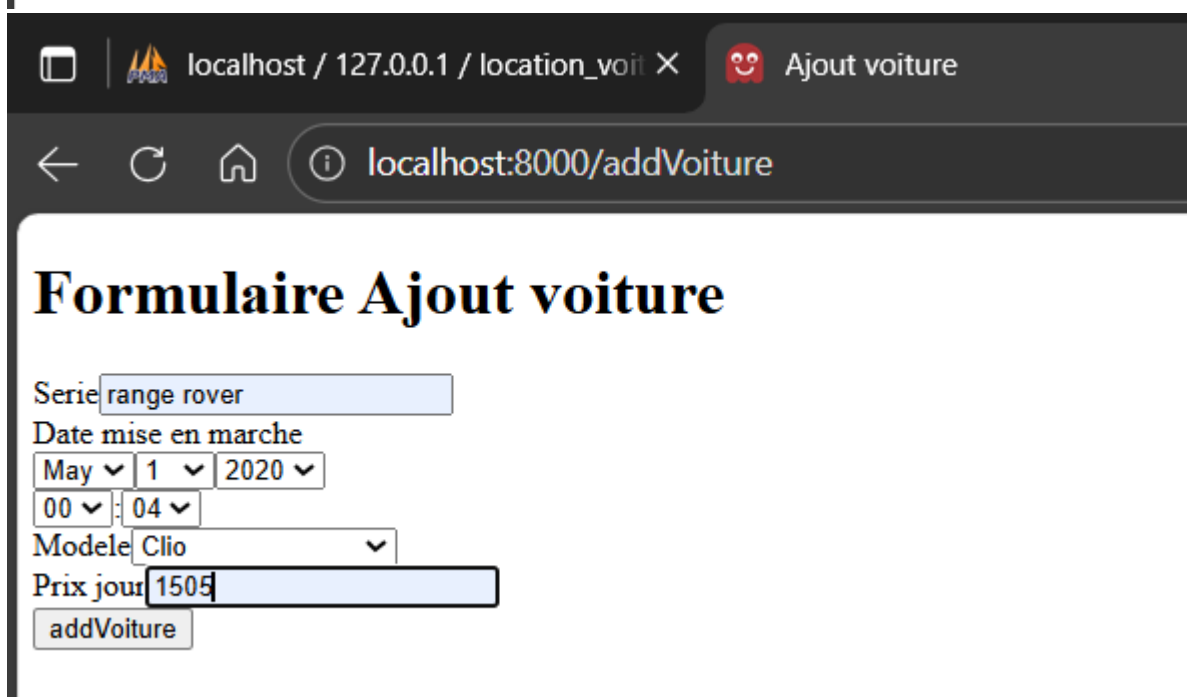 localhost / 127.0.0.1 / location_voit
Ajout voiture
localhost:8000/addVoiture
Formulaire Ajout voiture
Serie range rover
Date mise en marche
May 1 2020
00 : 04
Modele Clio
Prix jour 1505
addVoiture